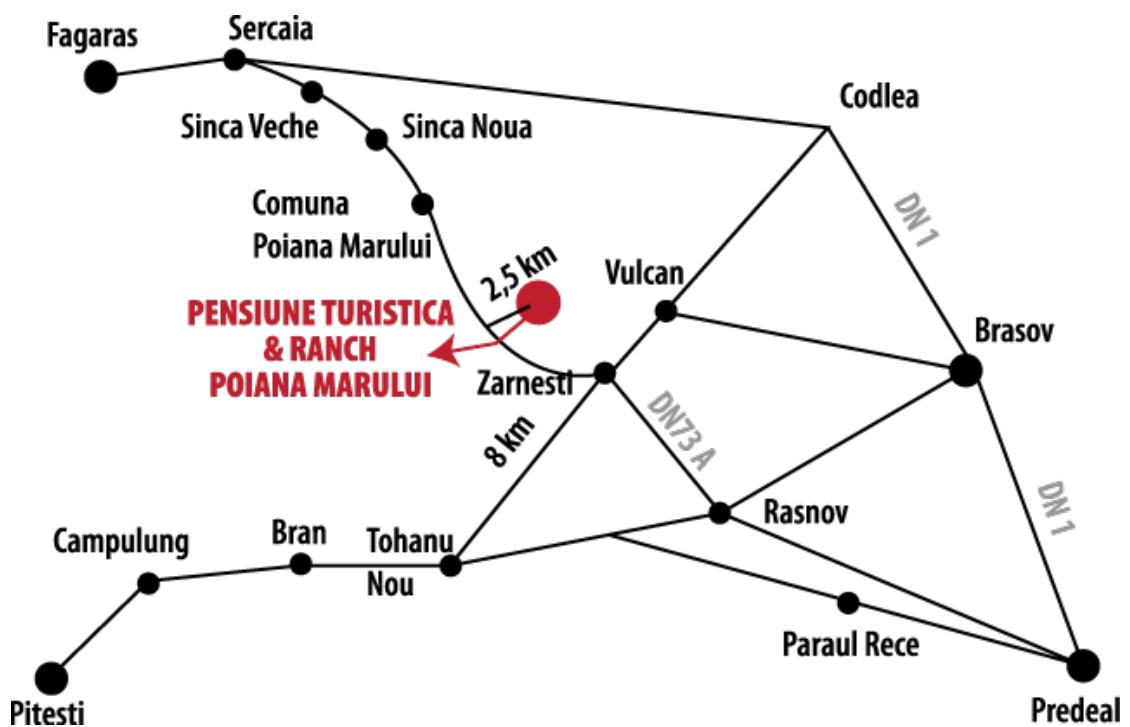 Sercaia
Fagaras
Codlea
Sinca Veche
Sinca Noua
Comuna
Poiana Marului
DN 1
2,5 km
Vulcan
PENSIUNE TURISTICA
& RANCH
POIANA MARULUI
Brasov
Zarnesti
DN73 A
8 km
Rasnov
DN 1
Campulung
Bran
Tohanu
Nou
Paraul Rece
Pitesti
Predeal